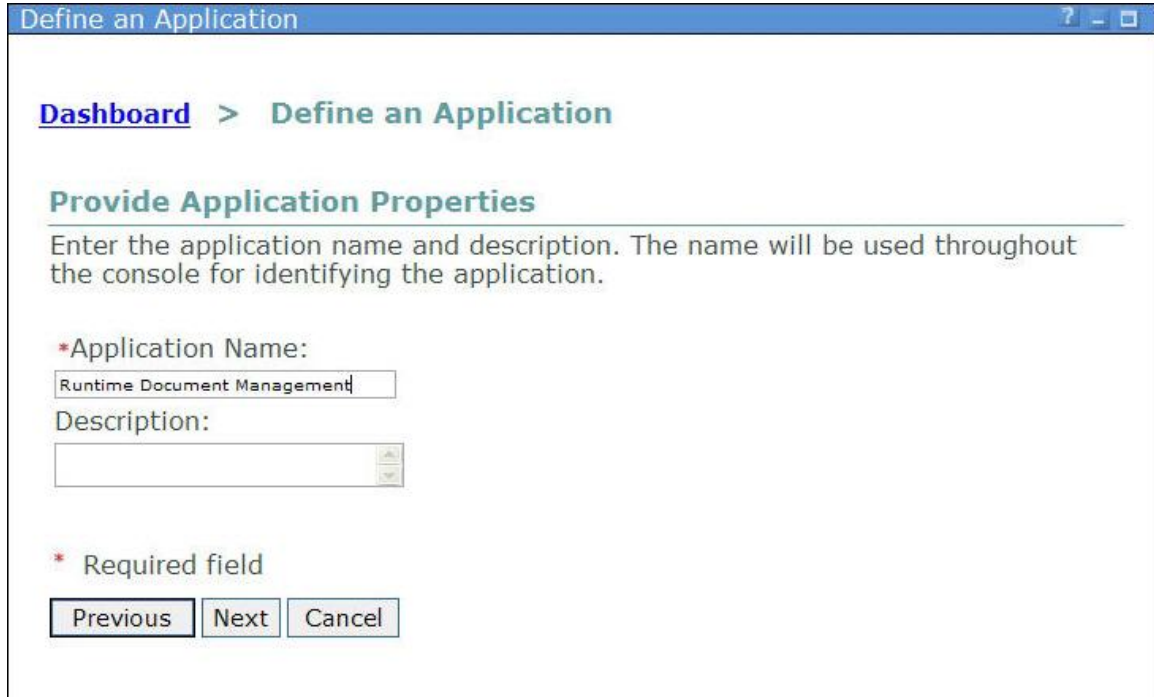 Define an Application
?
Dashboard > Define an Application
Provide Application Properties
Enter the application name and description. The name will be used throughout
the console for identifying the application.
*Application Name:
Runtime Document Management
Description:
* Required field
Previous Next Cancel